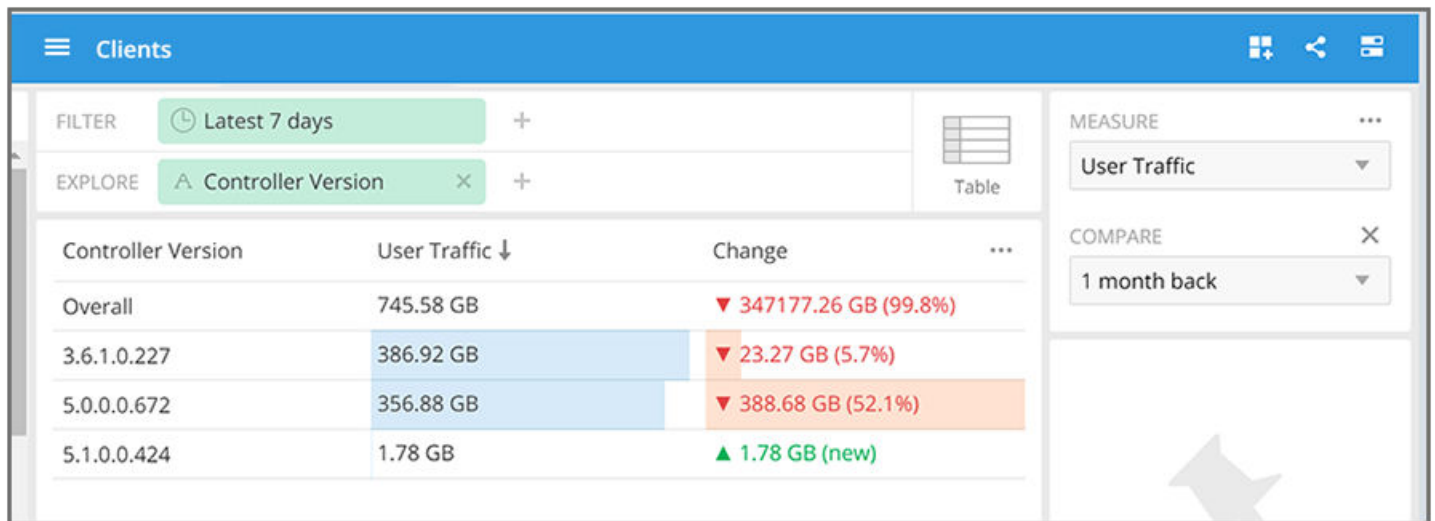 Clients
FILTER Latest 7 days +
EXPLORE A Controller Version × +
Table
MEASURE ...
User Traffic
COMPARE ×
1 month back
Controller Version User Traffic ↓ Change ...
Overall 745.58 GB ▼ 347177.26 GB (99.8%)
3.6.1.0.227 386.92 GB ▼ 23.27 GB (5.7%)
5.0.0.0.672 356.88 GB ▼ 388.68 GB (52.1%)
5.1.0.0.424 1.78 GB ▲ 1.78 GB (new)